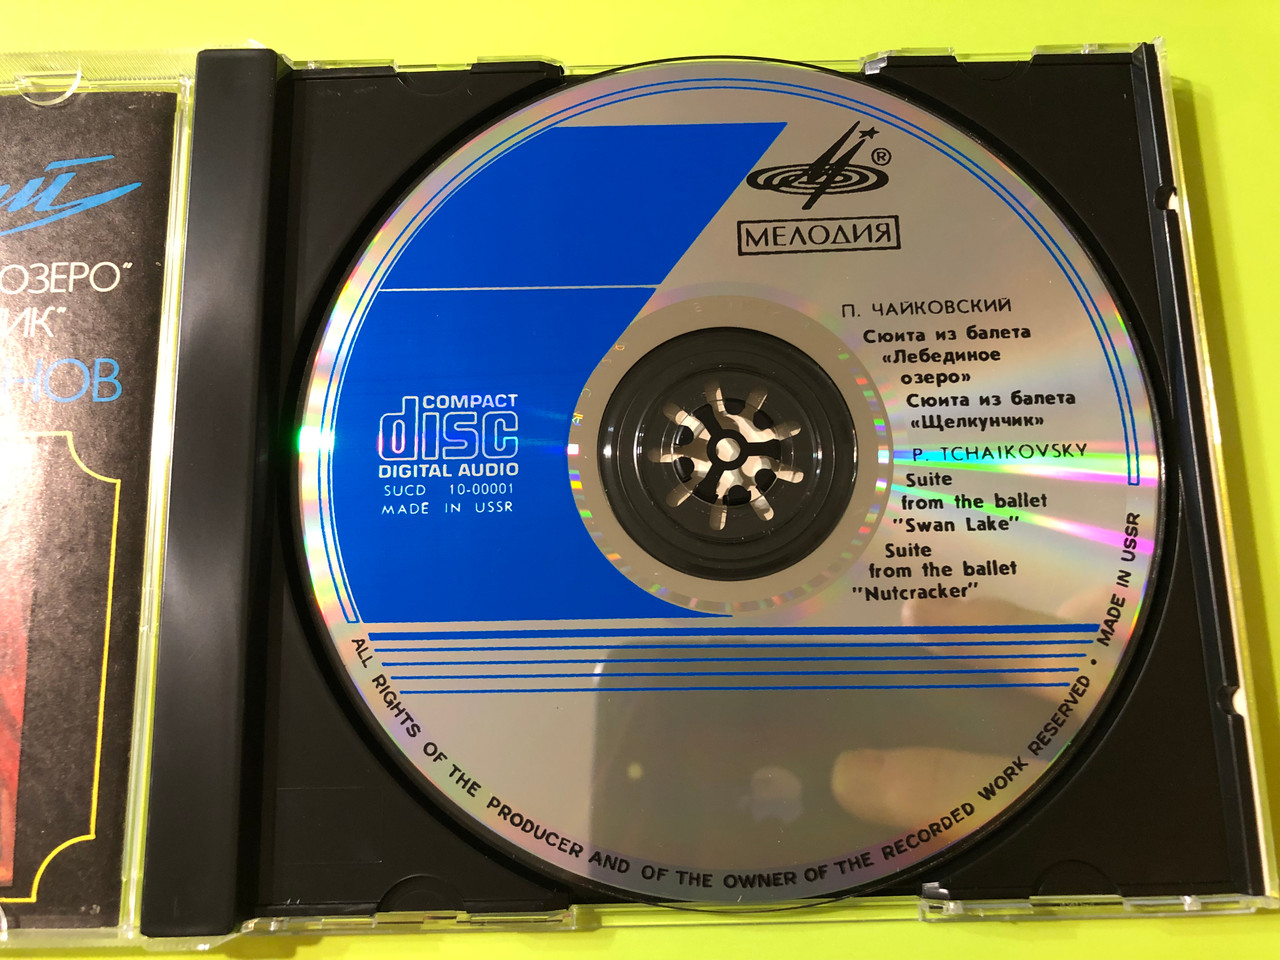 ОЗЕРО"
ИК"
НОВ
®
МЕЛОДИЯ
П. ЧАЙКОВСКИЙ
Сюита из балета
«Лебединое
озеро»
Сюита из балета
«Щелкунчик»
P. TCHAIKOVSKY
Suite
from the ballet
"Swan Lake"
Suite
from the ballet
"Nutcracker"
COMPACT
disc
DIGITAL AUDIO
SUCD 10-00001
MADE IN USSR
ALL RIGHTS OF THE PRODUCER AND OF THE OWNER OF THE RECORDED WORK RESERVED • MADE IN USSR